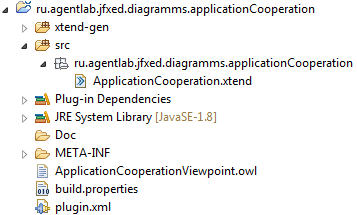 ru.agentlab.jfxed.diagramms.applicationCooperation
xtend-gen
src
ru.agentlab.jfxed.diagramms.applicationCooperation
ApplicationCooperation.xtend
Plug-in Dependencies
JRE System Library [JavaSE-1.8]
Doc
META-INF
ApplicationCooperationViewpoint.owl
build.properties
plugin.xml